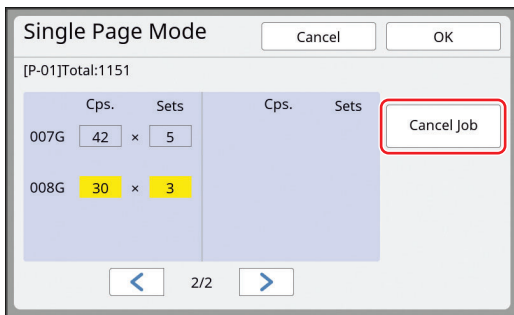 Single Page Mode Cancel OK
[P-01]Total:1151
Cps. Sets Cps. Sets
007G 42 × 5
Cancel Job
008G 30 × 3
2/2